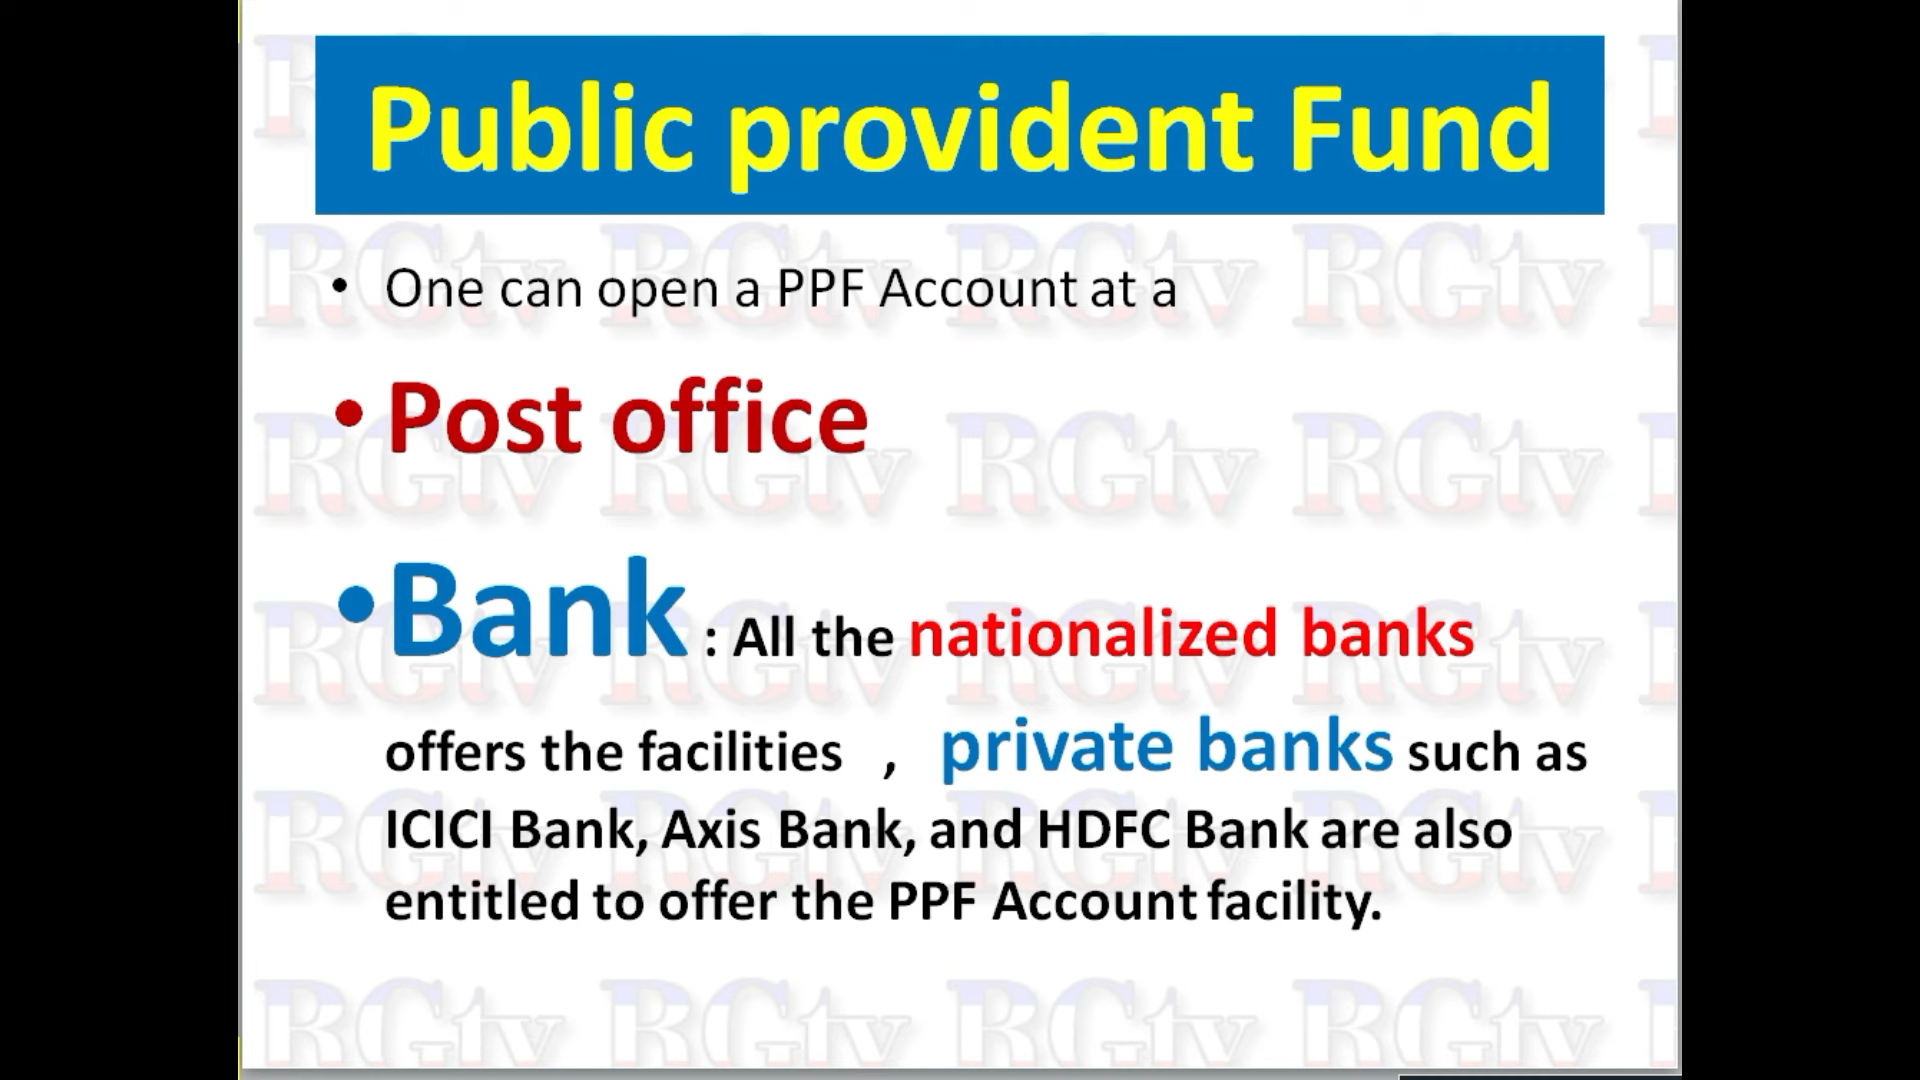 Public provident Fund
• One can open a PPF Account at a
• Post office
•Bank : All the nationalized banks
offers the facilities , private banks such as
ICICI Bank, Axis Bank, and HDFC Bank are also
entitled to offer the PPF Account facility.
RGtv